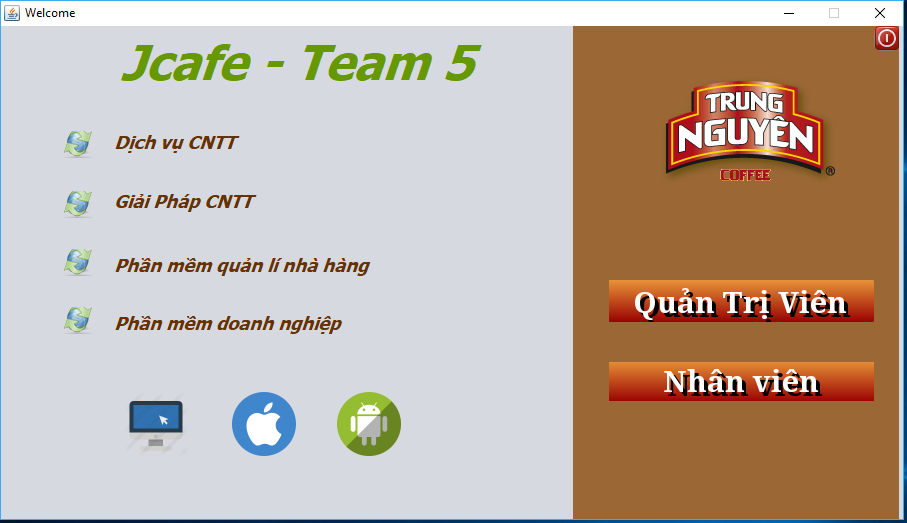 Welcome
Jcafe - Team 5
Dịch vụ CNTT
Giải Pháp CNTT
Phần mềm quản lí nhà hàng
Phần mềm doanh nghiệp
TRUNG
NGUYÊN
®
COFFEE
Quản Trị Viên
Nhân viên